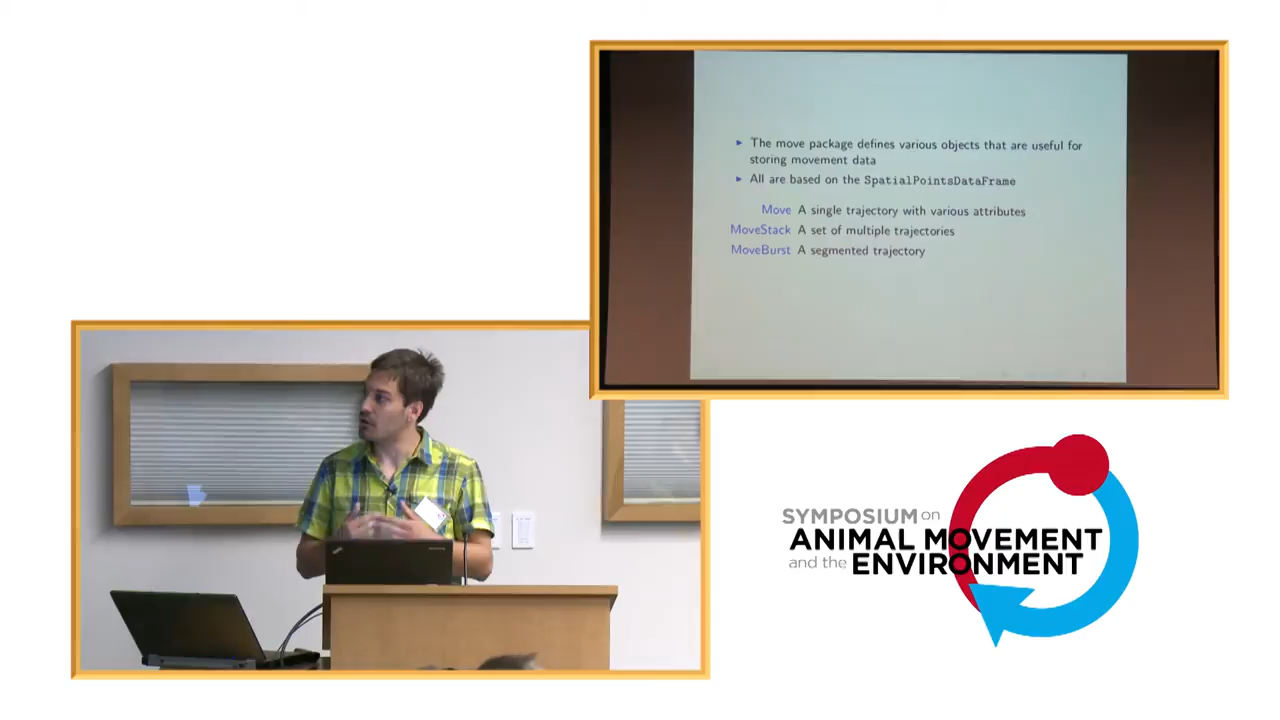 ▶ The move package defines various objects that are useful for
storing movement data
▶ All are based on the SpatialPointsDataFrame
Move A single trajectory with various attributes
MoveStack A set of multiple trajectories
MoveBurst A segmented trajectory
SYMPOSIUM on
ANIMAL MOVEMENT
and the ENVIRONMENT